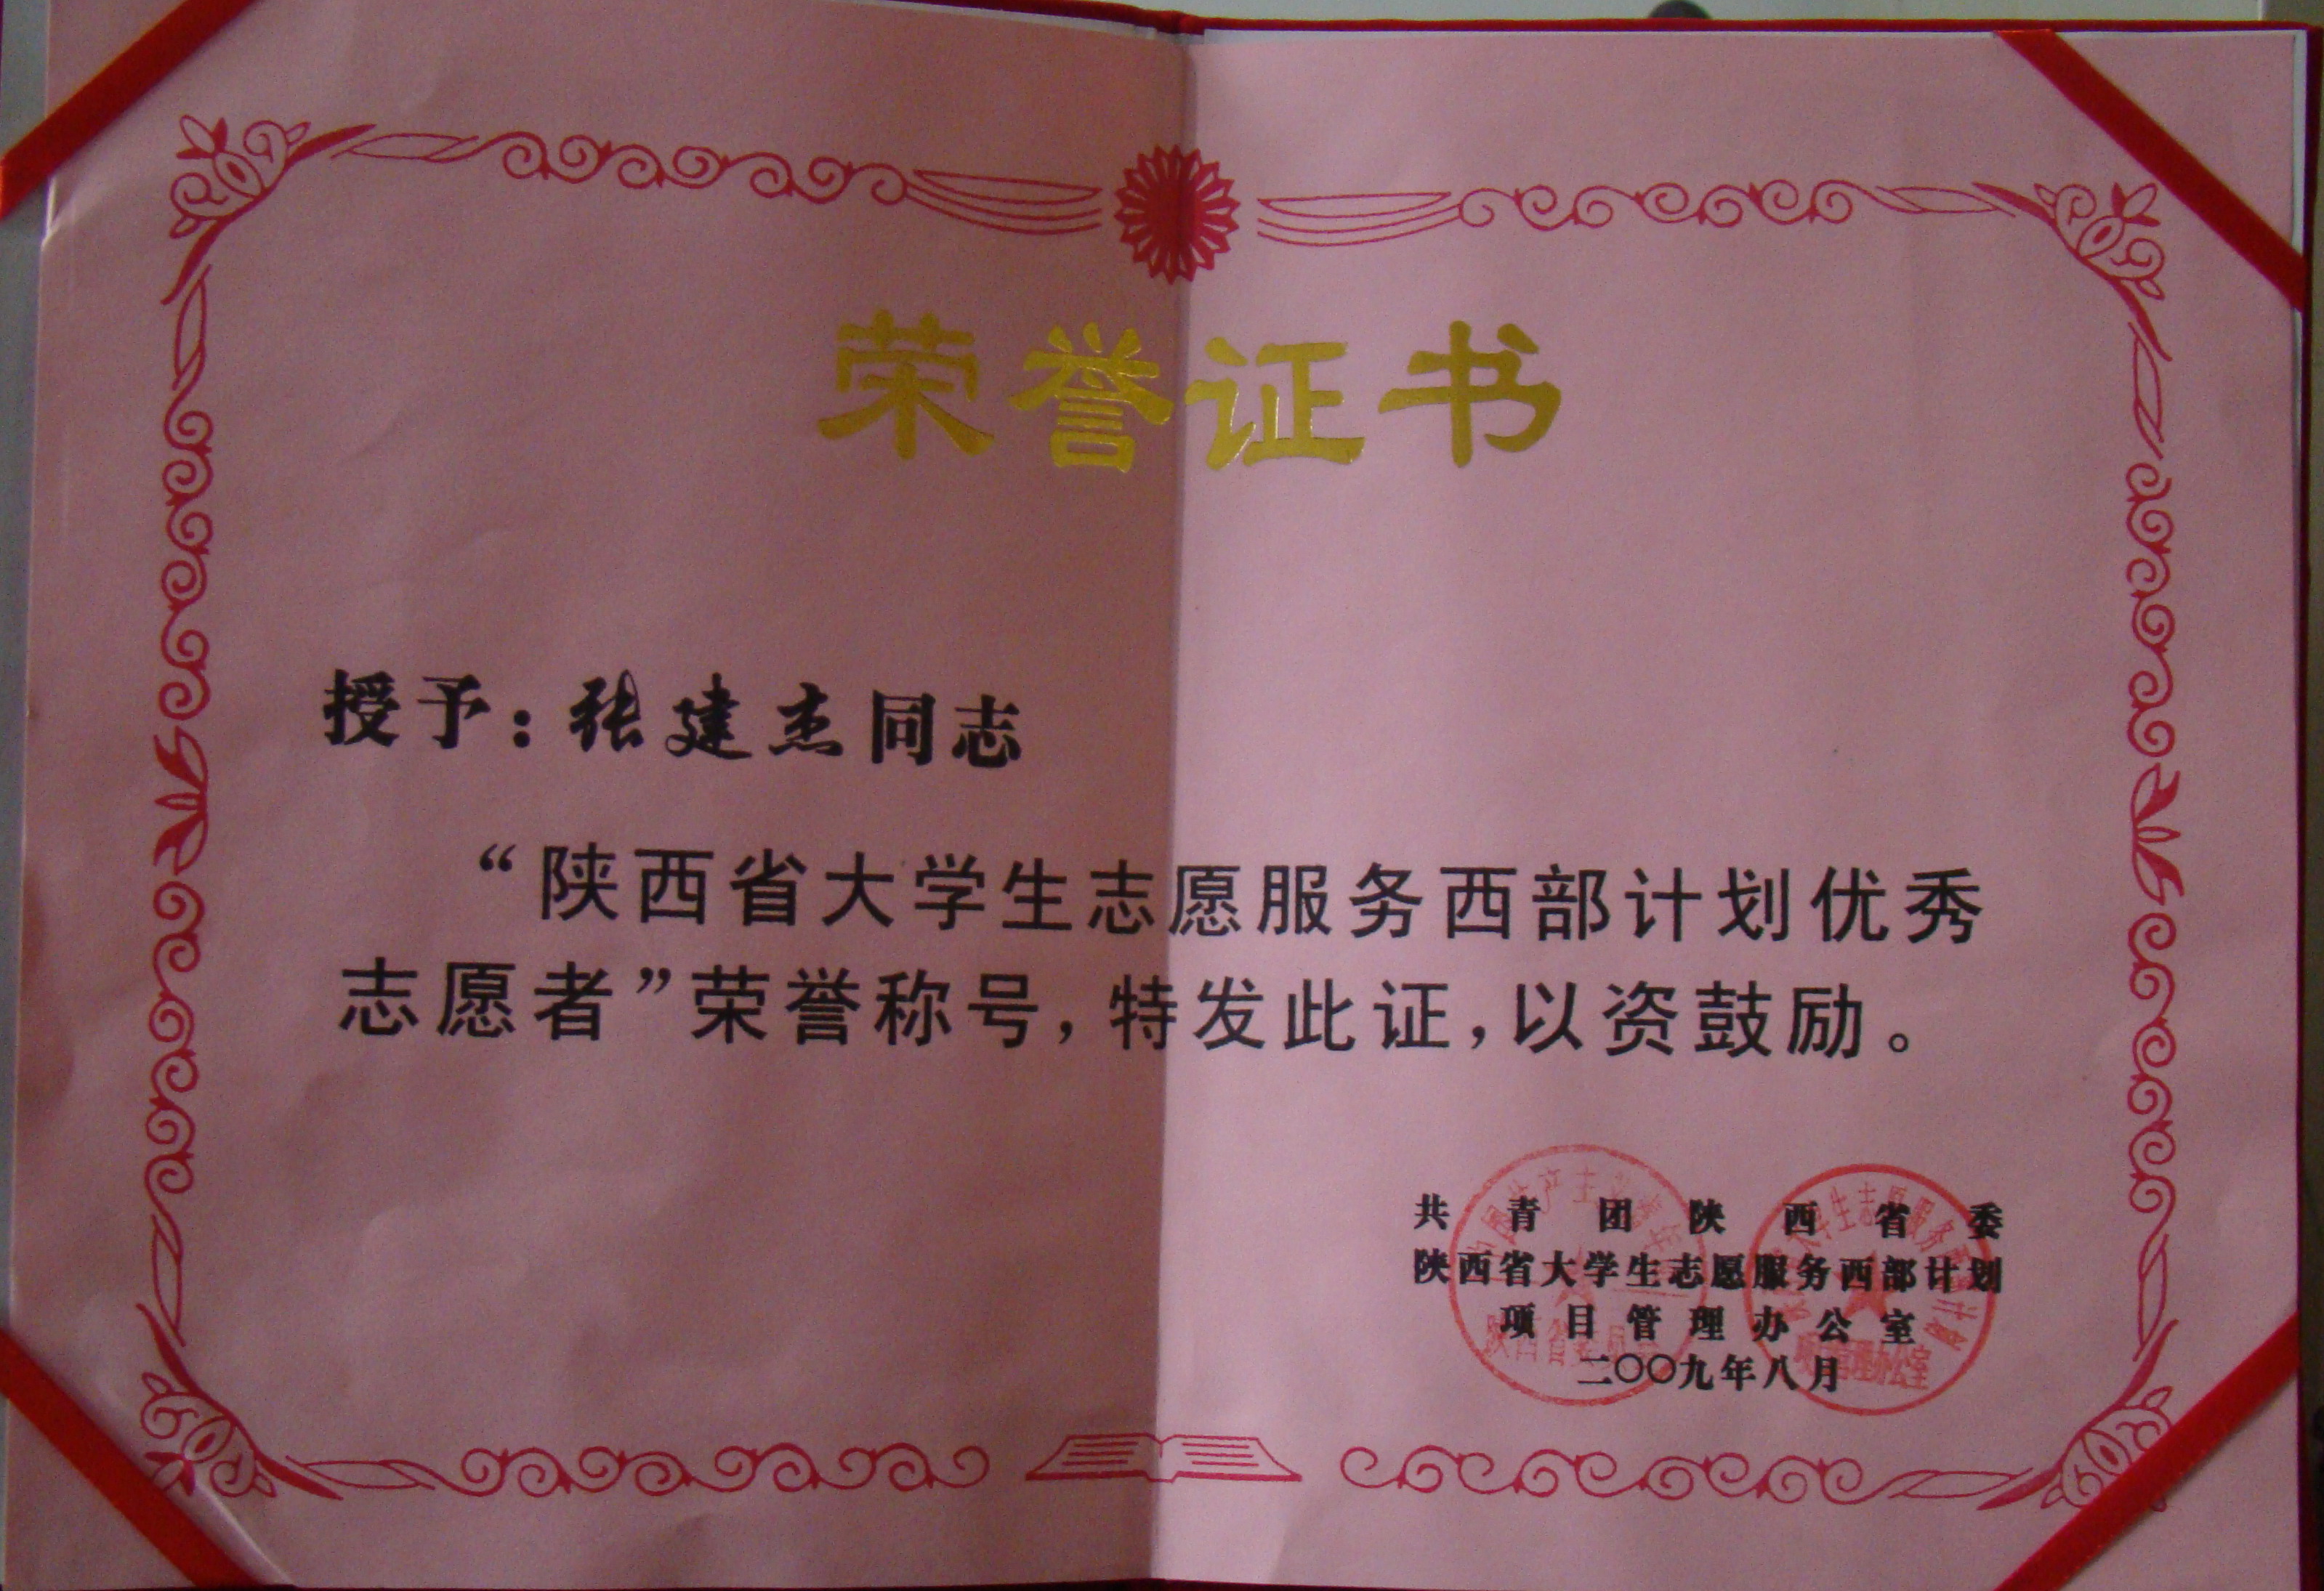 荣誉证书
授予：张建杰同志
“陕西省大学生志愿服务西部计划优秀
志愿者”荣誉称号，特发此证，以资鼓励。
共青团陕西省委
陕西省大学生志愿服务西部计划
项目管理办公室
二〇〇九年八月